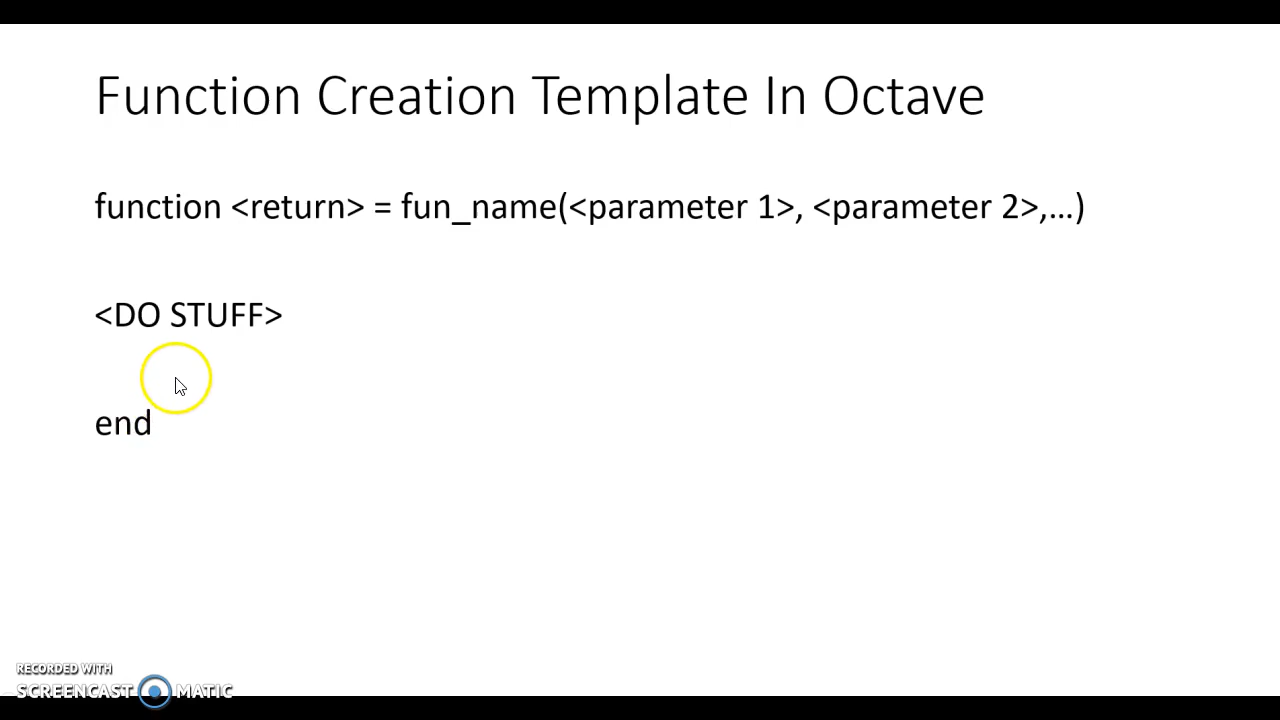 Function Creation Template In Octave
function <return> = fun_name(<parameter 1>, <parameter 2>,...)
<DO STUFF>
end
RECORDED WITH
SCREENCAST MATIC